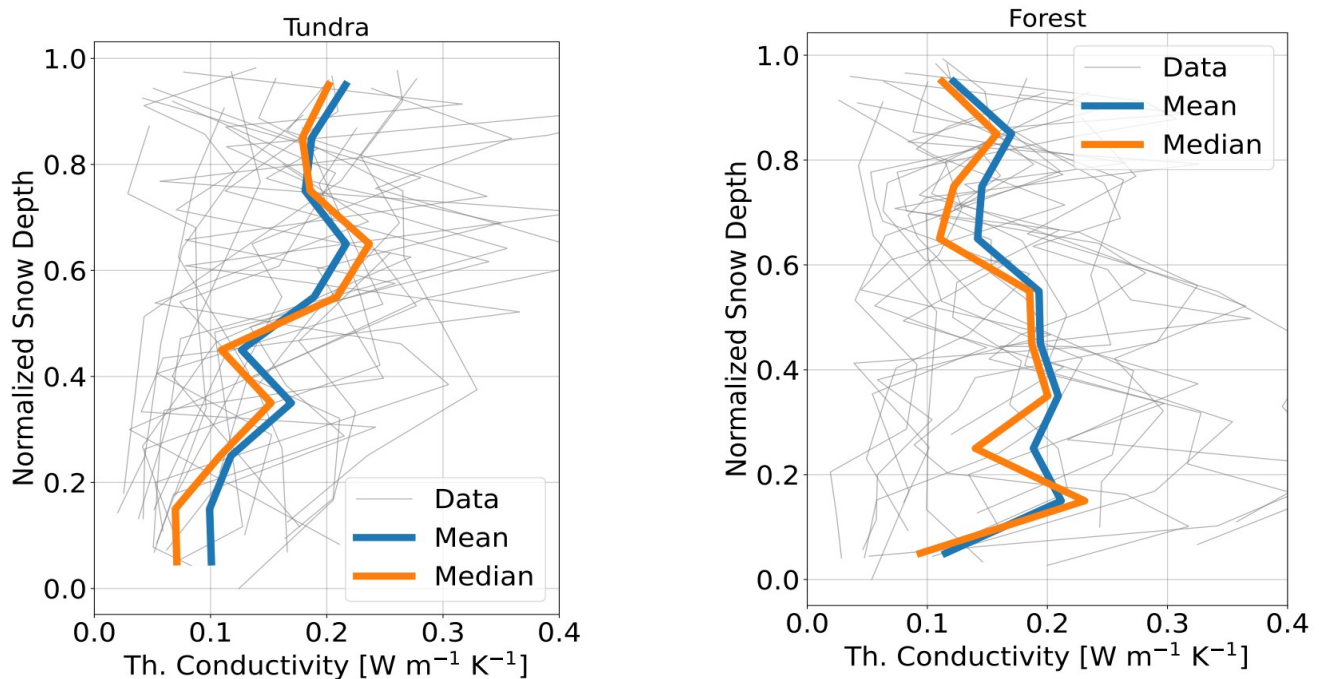 Tundra
Normalized Snow Depth
1.0
0.8
0.6
0.4
0.2
0.0
Data
Mean
Median
0.0 0.1 0.2 0.3 0.4
Th. Conductivity [W m⁻¹ K⁻¹]
Forest
Normalized Snow Depth
1.0
0.8
0.6
0.4
0.2
0.0
Data
Mean
Median
0.0 0.1 0.2 0.3 0.4
Th. Conductivity [W m⁻¹ K⁻¹]